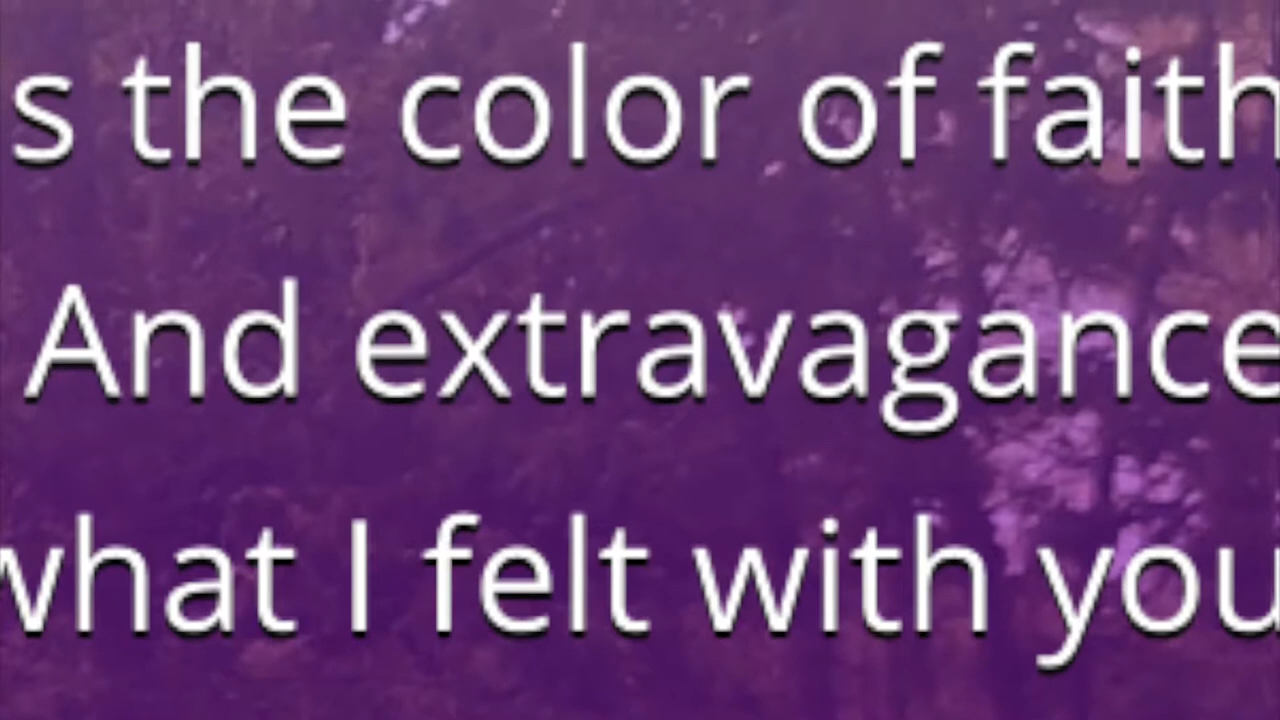 s the color of faith
And extravagance
what I felt with you